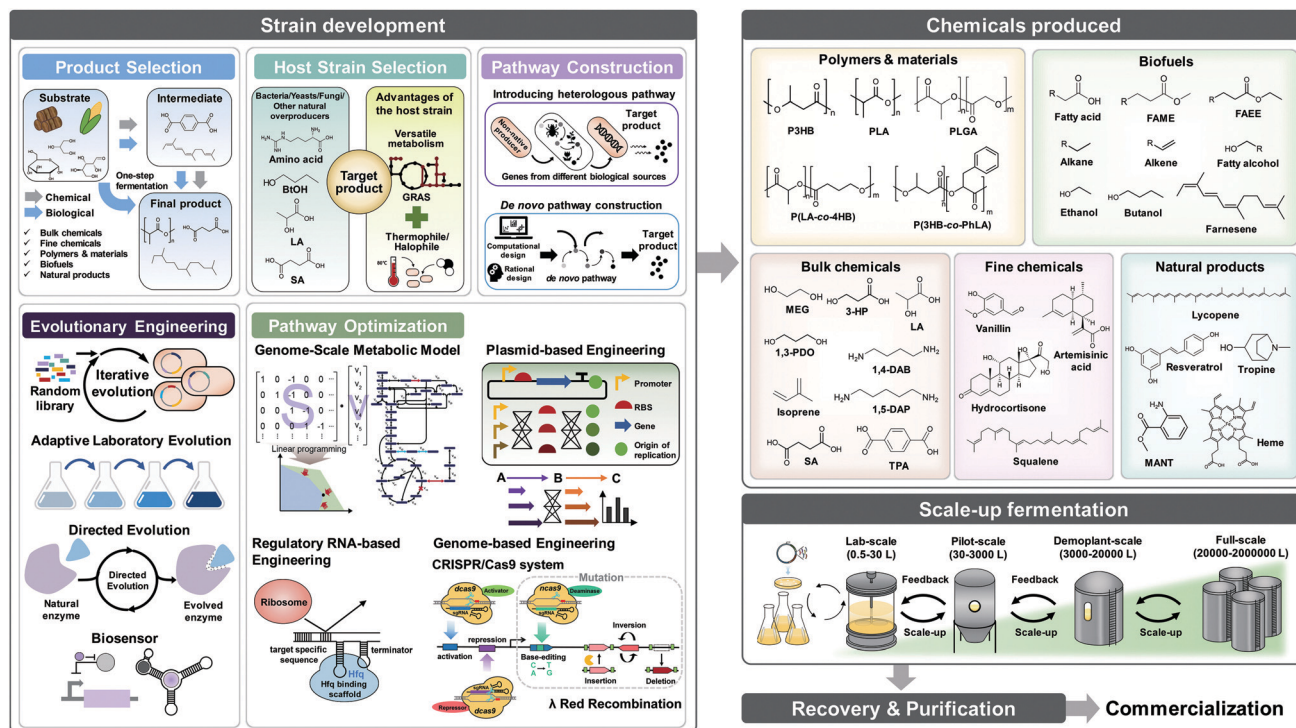 Strain development
Product Selection
Substrate
Intermediate
One-step
fermentation
Chemical
Biological
Final product
✓ Bulk chemicals
✓ Fine chemicals
✓ Polymers & materials
✓ Biofuels
✓ Natural products
Host Strain Selection
Bacteria/Yeasts/Fungi/
Other natural
overproducers
Amino acid
BtOH
LA
SA
Target
product
Advantages of
the host strain
Versatile
metabolism
GRAS
Thermophile/
Halophile
Pathway Construction
Introducing heterologous pathway
Non-native
producer
Target
product
Genes from different biological sources
De novo pathway construction
Computational
design
Rational
design
de novo pathway
Target
product
Evolutionary Engineering
Random
library
Iterative
evolution
Adaptive Laboratory Evolution
Directed Evolution
Natural
enzyme
Directed
Evolution
Evolved
enzyme
Biosensor
Pathway Optimization
Genome-Scale Metabolic Model
S
v
Linear programming
Plasmid-based Engineering
Promoter
RBS
Gene
Origin of
replication
A
B
C
Regulatory RNA-based
Engineering
Ribosome
target specific
sequence
terminator
Hfq
Hfq binding
scaffold
Genome-based Engineering
CRISPR/Cas9 system
Mutation
dcas9
Activator
sgRNA
ncas9
Deaminase
sgRNA
activation
repression
Base-editing
C T
A G
Inversion
Insertion
Deletion
sgRNA
Repressor
dcas9
λ Red Recombination
Chemicals produced
Polymers & materials
P3HB
PLA
PLGA
P(LA-co-4HB)
P(3HB-co-PhLA)
Biofuels
Fatty acid
FAME
FAEE
Alkane
Alkene
Fatty alcohol
Ethanol
Butanol
Farnesene
Bulk chemicals
MEG
3-HP
LA
1,3-PDO
1,4-DAB
Isoprene
1,5-DAP
SA
TPA
Fine chemicals
Vanillin
Artemisinic
acid
Hydrocortisone
Squalene
Natural products
Lycopene
Resveratrol
Tropine
MANT
Heme
Scale-up fermentation
Lab-scale
(0.5-30 L)
Pilot-scale
(30-3000 L)
Demoplant-scale
(3000-20000 L)
Full-scale
(20000-2000000 L)
Feedback
Scale-up
Feedback
Scale-up
Feedback
Scale-up
Recovery & Purification
Commercialization